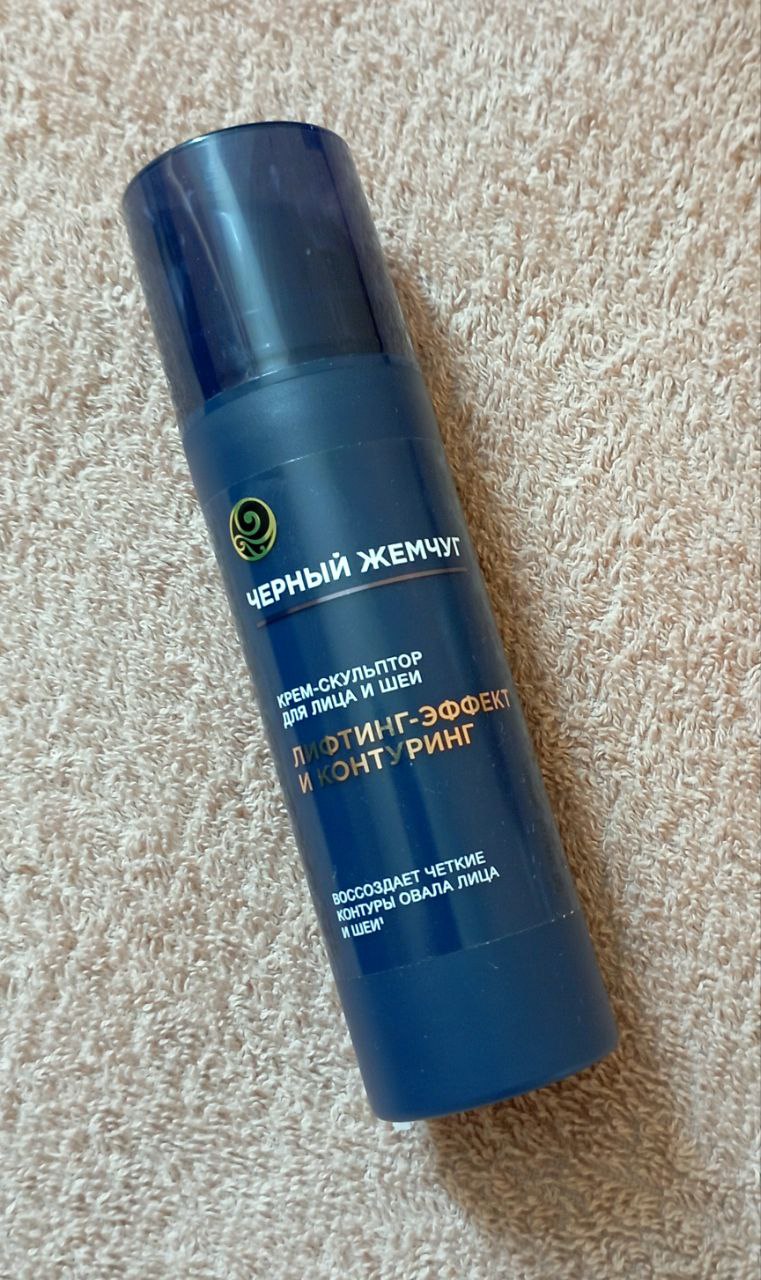 ЧЕРНЫЙ ЖЕМЧУГ
КРЕМ-СКУЛЬПТОР
ДЛЯ ЛИЦА И ШЕИ
ЛИФТИНГ-ЭФФЕКТ
И КОНТУРИНГ
ВОССОЗДАЕТ ЧЕТКИЕ
КОНТУРЫ ОВАЛА ЛИЦА
И ШЕИ¹